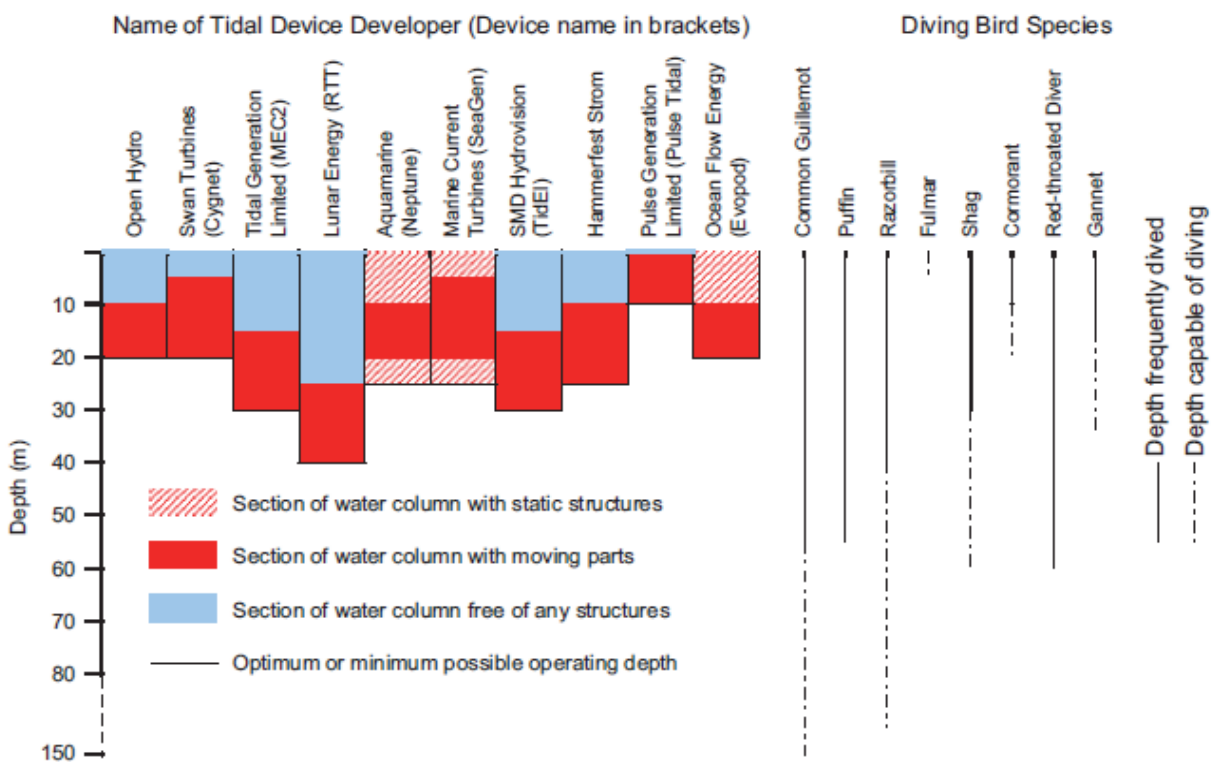 Name of Tidal Device Developer (Device name in brackets)
Diving Bird Species
Open Hydro
Swan Turbines
(Cygnet)
Tidal Generation
Limited (MEC2)
Lunar Energy (RTT)
Aquamarine
(Neptune)
Marine Current
Turbines (SeaGen)
SMD Hydrovision
(TidEl)
Hammerfest Strom
Pulse Generation
Limited (Pulse Tidal)
Ocean Flow Energy
(Evopod)
Common Guillemot
Puffin
Razorbill
Fulmar
Shag
Cormorant
Red-throated Diver
Gannet
Depth frequently dived
Depth capable of diving
Depth (m)
10
20
30
40
50
60
70
80
150
Section of water column with static structures
Section of water column with moving parts
Section of water column free of any structures
Optimum or minimum possible operating depth